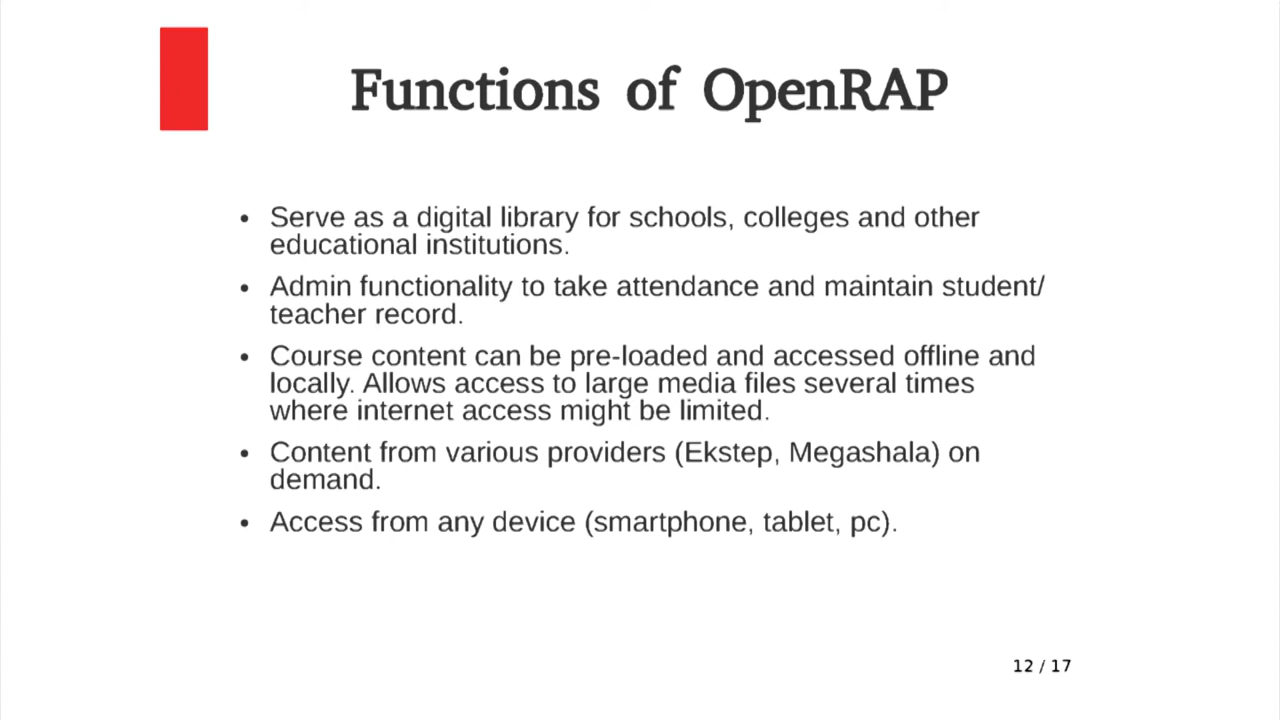 Functions of OpenRAP
• Serve as a digital library for schools, colleges and other
educational institutions.
• Admin functionality to take attendance and maintain student/
teacher record.
• Course content can be pre-loaded and accessed offline and
locally. Allows access to large media files several times
where internet access might be limited.
• Content from various providers (Ekstep, Megashala) on
demand.
• Access from any device (smartphone, tablet, pc).
12 / 17